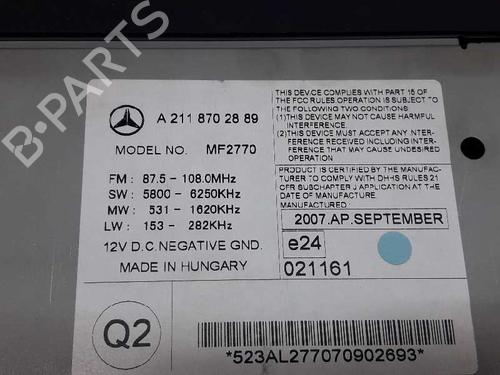 B-PARTS
A 211 870 28 89
MODEL NO. MF2770
FM : 87.5 - 108.0MHz
SW : 5800 - 6250KHz
MW : 531 - 1620KHz
LW : 153 - 282KHz
12V D.C. NEGATIVE GND.
MADE IN HUNGARY
THIS DEVICE COMPLIES WITH PART 15 OF
THE FCC RULES OPERATION IS SUBJECT TO THE
FOLLOWING TWO CONDITIONS
(1)THIS DEVICE MAY NOT CAUSE HARMFUL
INTERFERENCE.
(2)THIS DEVICE MUST ACCEPT ANY INTER-
FERENCE RECEIVED INCLUDING INTER-
FERENCE THAT MAY CAUSE UNDESIRED
OPERATION
PRODUCT IS CERTIFIED BY THE MANUFAC-
TURER TO COMPLY WITH DHHS RULES 21
CFR SUBSCHAPTER J APPLICATION AT THE
DATE OF MANUFACTURE
2007.AP.SEPTEMBER
e24
021161
Q2
*523AL277070902693*